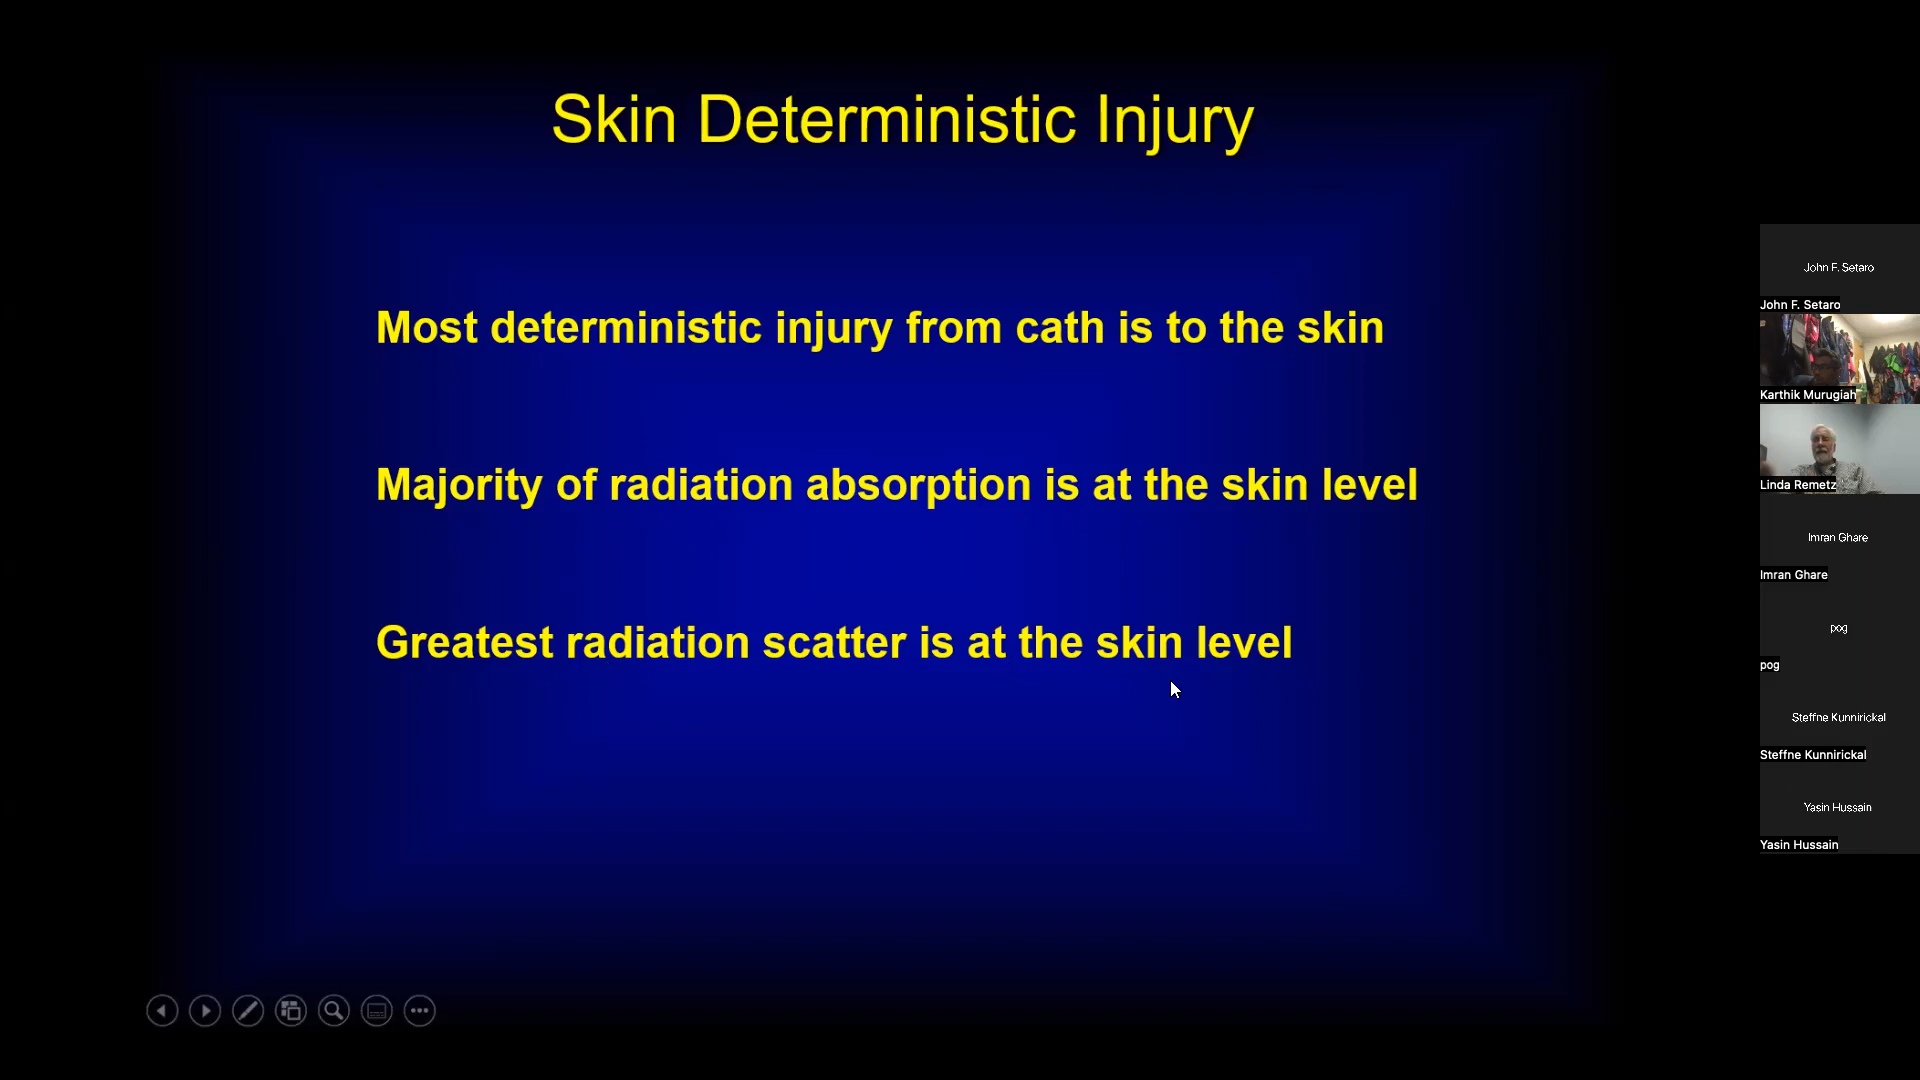 Skin Deterministic Injury
Most deterministic injury from cath is to the skin
Majority of radiation absorption is at the skin level
Greatest radiation scatter is at the skin level
John F. Setaro
John F. Setaro
Karthik Murugiah
Linda Remetz
Imran Ghare
Imran Ghare
pog
pog
Steffne Kunnirickal
Steffne Kunnirickal
Yasin Hussain
Yasin Hussain